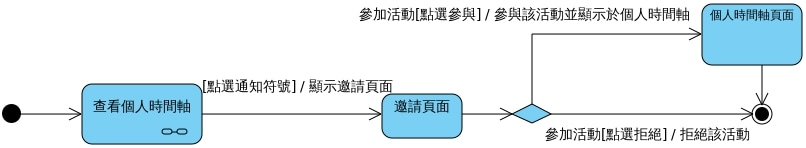 參加活動[點選參與] / 參與該活動並顯示於個人時間軸
個人時間軸頁面
[點選通知符號] / 顯示邀請頁面
查看個人時間軸
邀請頁面
參加活動[點選拒絕] / 拒絕該活動